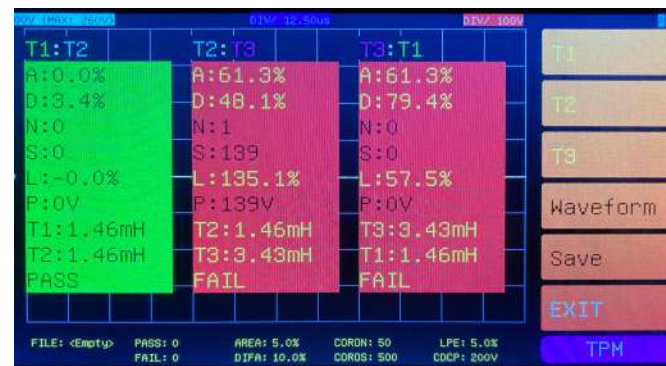 00V (MAX: 260V) DIV/ 12.50us DIV/ 100V
T1:T2
A:0.0%
D:3.4%
N:0
S:0
L:-0.0%
P:0V
T1:1.46mH
T2:1.46mH
PASS
T2:T3
A:61.3%
D:48.1%
N:1
S:139
L:135.1%
P:139V
T2:1.46mH
T3:3.43mH
FAIL
T3:T1
A:61.3%
D:79.4%
N:0
S:0
L:57.5%
P:0V
T3:3.43mH
T1:1.46mH
FAIL
T1
T2
T3
Waveform
Save
EXIT
TPM
FILE: <Empty> PASS: 0 AREA: 5.0% CORON: 50 LPE: 5.0%
FAIL: 0 DIFA: 10.0% COROS: 500 CDCP: 200V